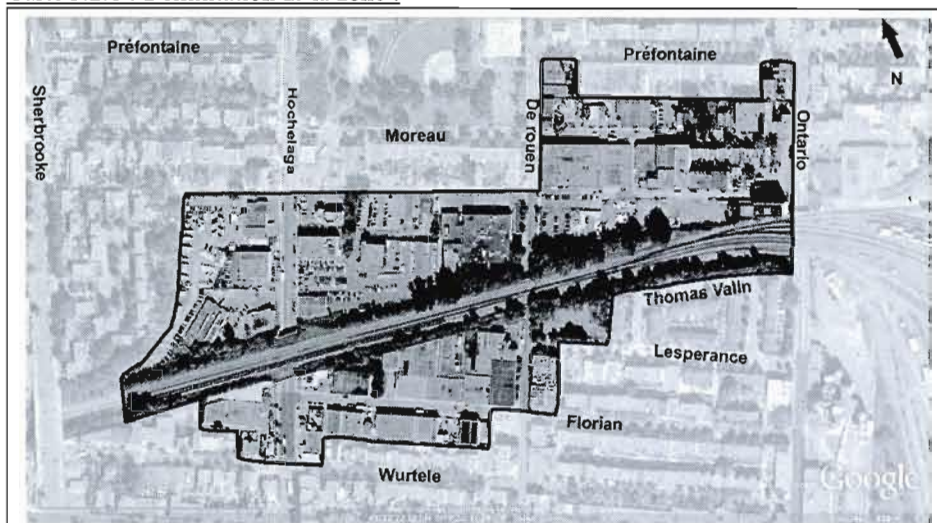 Préfontaine
Préfontaine
N
Sherbrooke
Hochelaga
Moreau
De rouen
Ontario
Thomas Valin
Lesperance
Florian
Wurtele
Google